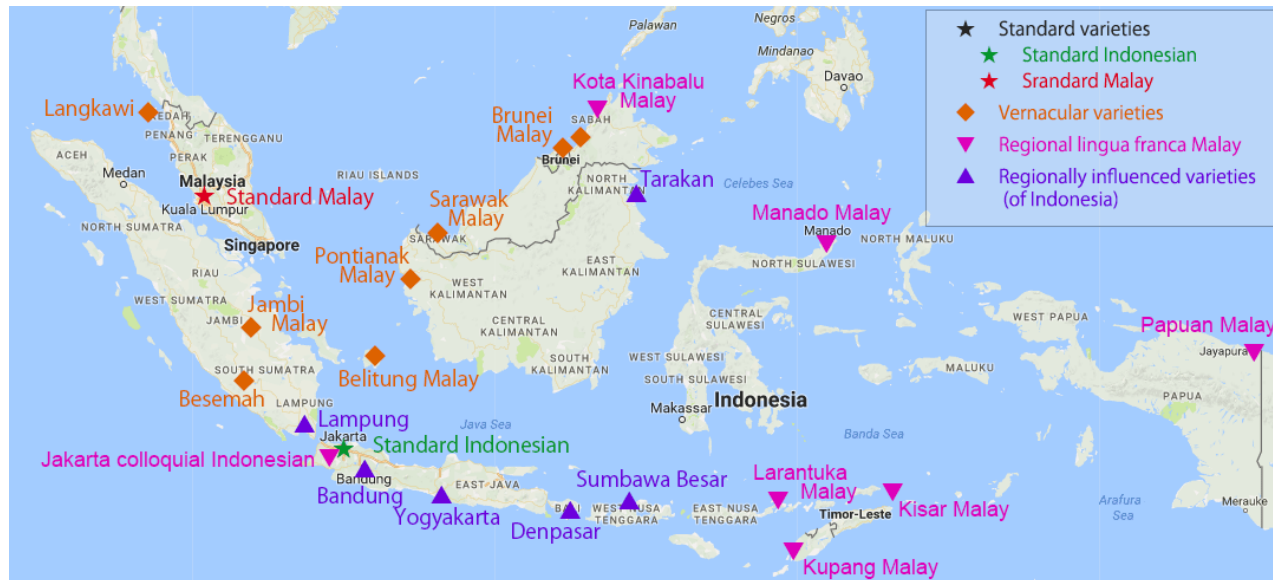 Standard varieties
Standard Indonesian
Srandard Malay
Vernacular varieties
Regional lingua franca Malay
Regionally influenced varieties
(of Indonesia)
Palawan
Negros
Mindanao
Davao
Kota Kinabalu
Malay
SABAH
Langkawi
KEDAH
PENANG
TERENGGANU
PERAK
Brunei
Malay
Brunei
ACEH
Medan
Malaysia
Kuala Lumpur
Standard Malay
RIAU ISLANDS
NORTH
KALIMANTAN
Tarakan
Celebes Sea
Sarawak
Malay
SARAWAK
Manado Malay
Manado
NORTH MALUKU
NORTH SULAWESI
NORTH SUMATRA
Singapore
Pontianak
Malay
EAST
KALIMANTAN
WEST
KALIMANTAN
RIAU
WEST SUMATRA
Jambi
Malay
JAMBI
CENTRAL
KALIMANTAN
CENTRAL
SULAWESI
WEST PAPUA
Papuan Malay
Jayapura
SOUTH SUMATRA
Besemah
Belitung Malay
SOUTH
KALIMANTAN
WEST SULAWESI
SOUTH SULAWESI
MALUKU
PAPUA
LAMPUNG
Lampung
Makassar
Indonesia
Java Sea
Banda Sea
Jakarta
Standard Indonesian
Jakarta colloquial Indonesian
Bandung
Bandung
EAST JAVA
Yogyakarta
BALI
Denpasar
Sumbawa Besar
WEST NUSA
TENGGARA
EAST NUSA
TENGGARA
Larantuka
Malay
Timor-Leste
Kisar Malay
Kupang Malay
Arafura
Sea
Merauke